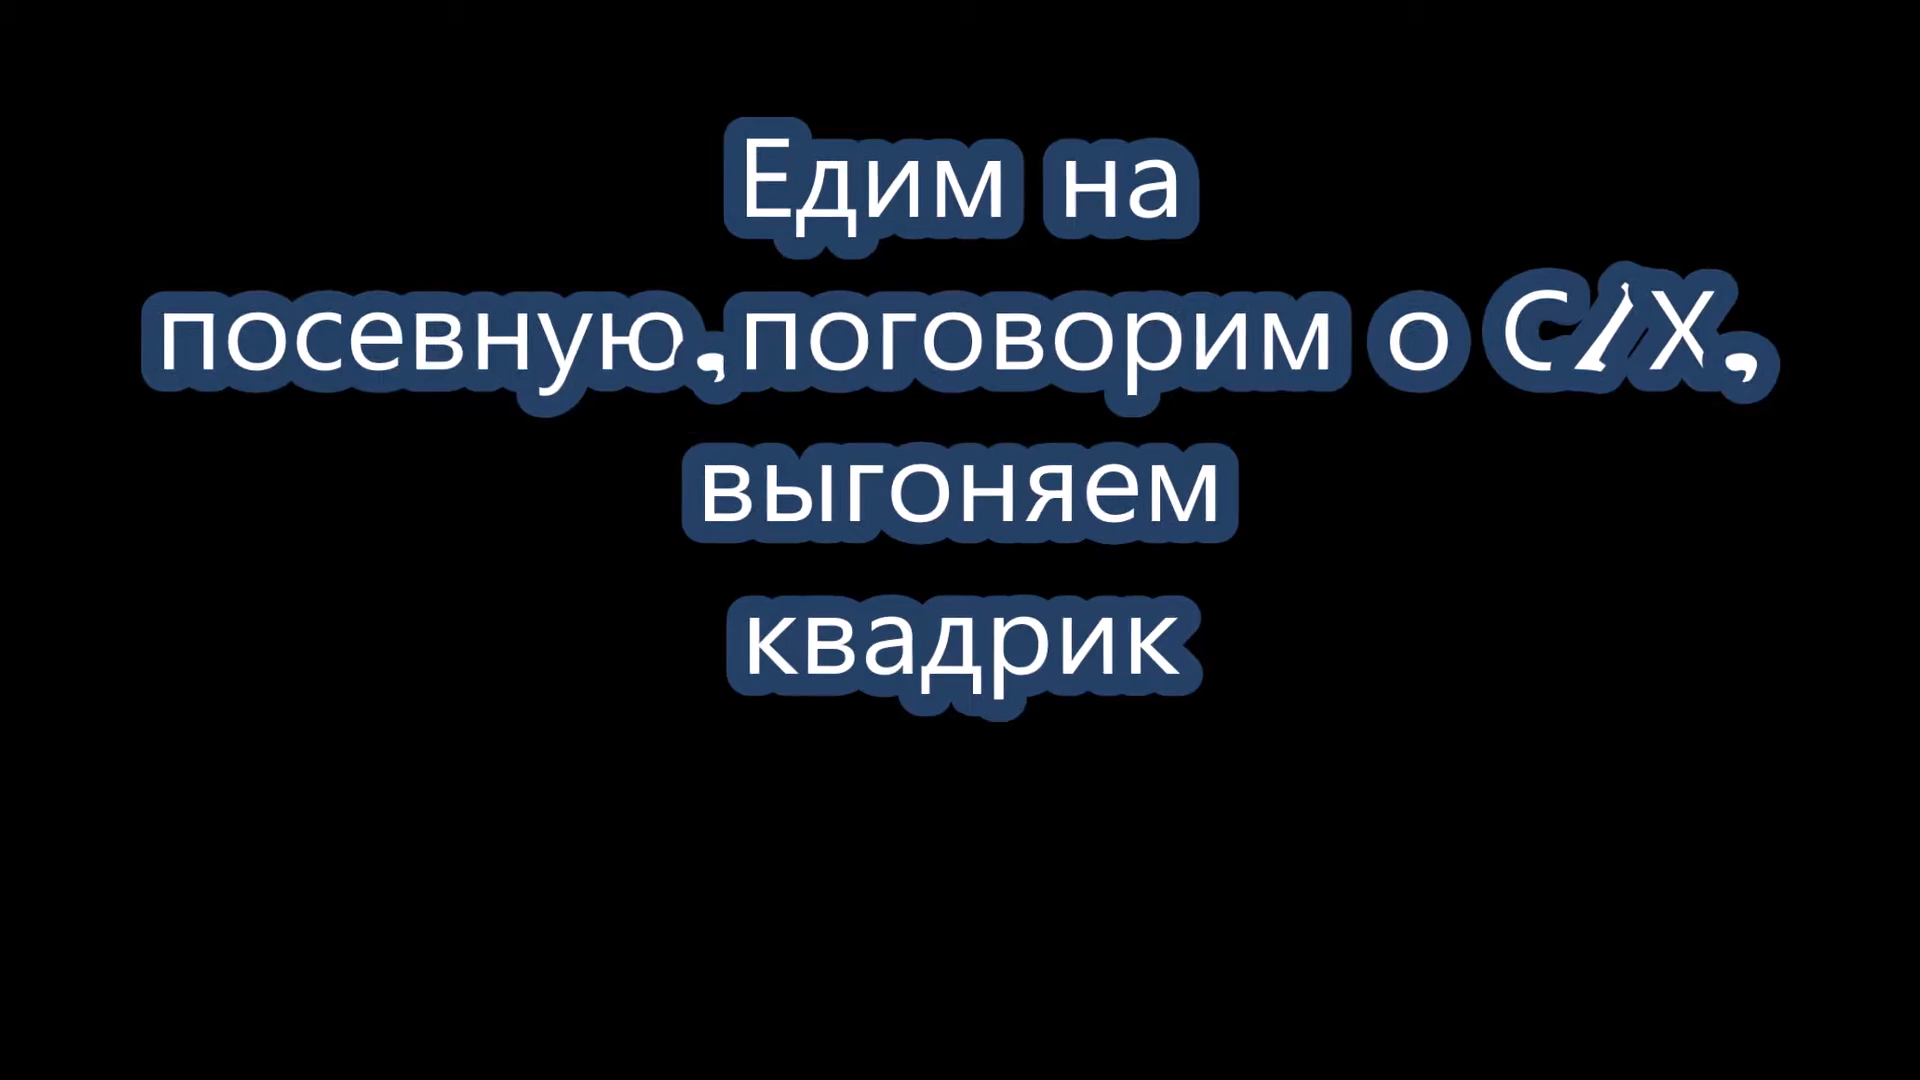 Едим на
посевную,поговорим о С/Х,
выгоняем
квадрик